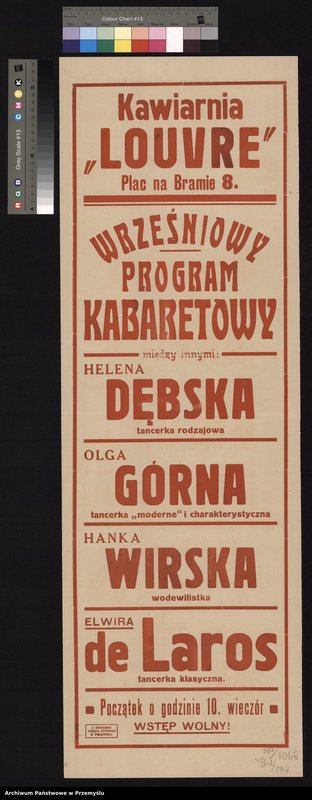 Colour Chart #13
Grey Scale #13
R G B C M Y K
Kawiarnia
„LOUVRE”
Plac na Bramie 8.
WRZEŚNIOWY
PROGRAM
KABARETOWY
między innymi:
HELENA
DĘBSKA
tancerka rodzajowa
OLGA
GÓRNA
tancerka „moderne“ i charakterystyczna
HANKA
WIRSKA
wodewilistka
ELWIRA
de Laros
tancerka klasyczna.
Początek o godzinie 10. wieczór
WSTĘP WOLNY!
Archiwum Państwowe w Przemyślu